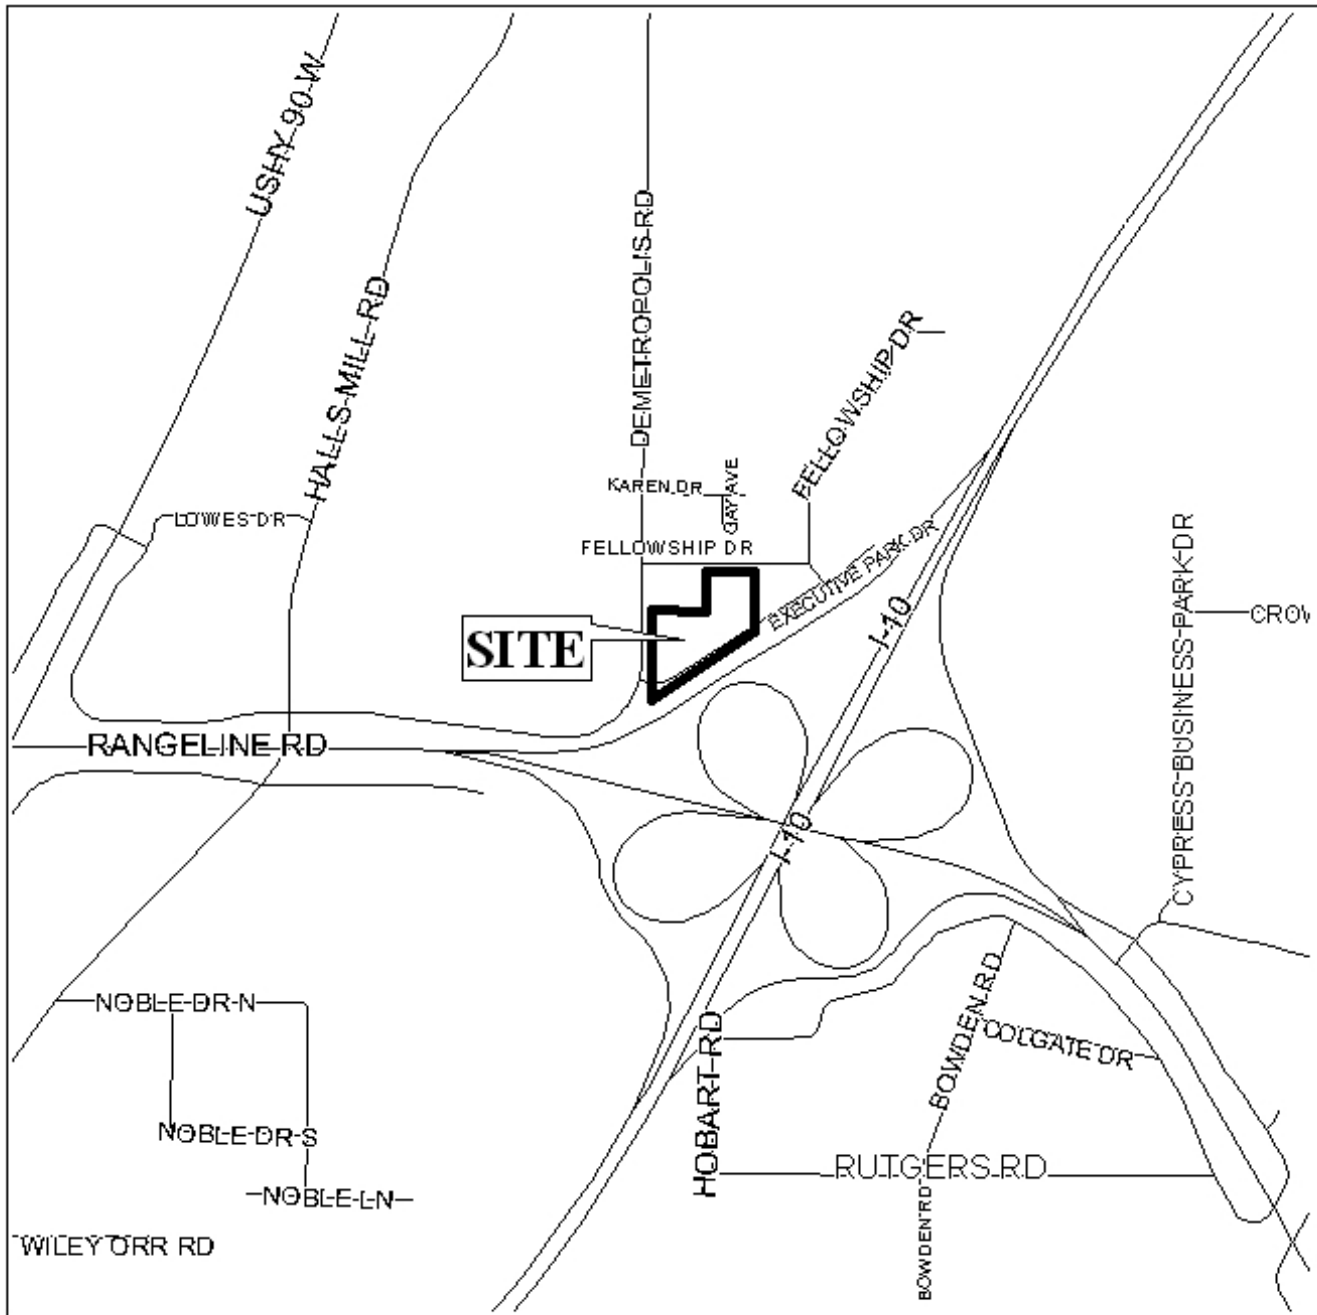 USHY 90 W
HALLS MILL RD
DEMETROPOLIS RD
FELLOWSHIP DR
KAREN DR
GAY AVE
LOWES DR
FELLOWSHIP DR
EXECUTIVE PARK DR
CYPRESS BUSINESS PARK DR
CROW
I-10
SITE
RANGELINE RD
I-10
NOBLE DR N
BOWDEN RD
COLGATE DR
HOBART RD
NOBLE DR S
RUTGERS RD
NOBLE LN
BOWDEN RD
WILEY ORR RD